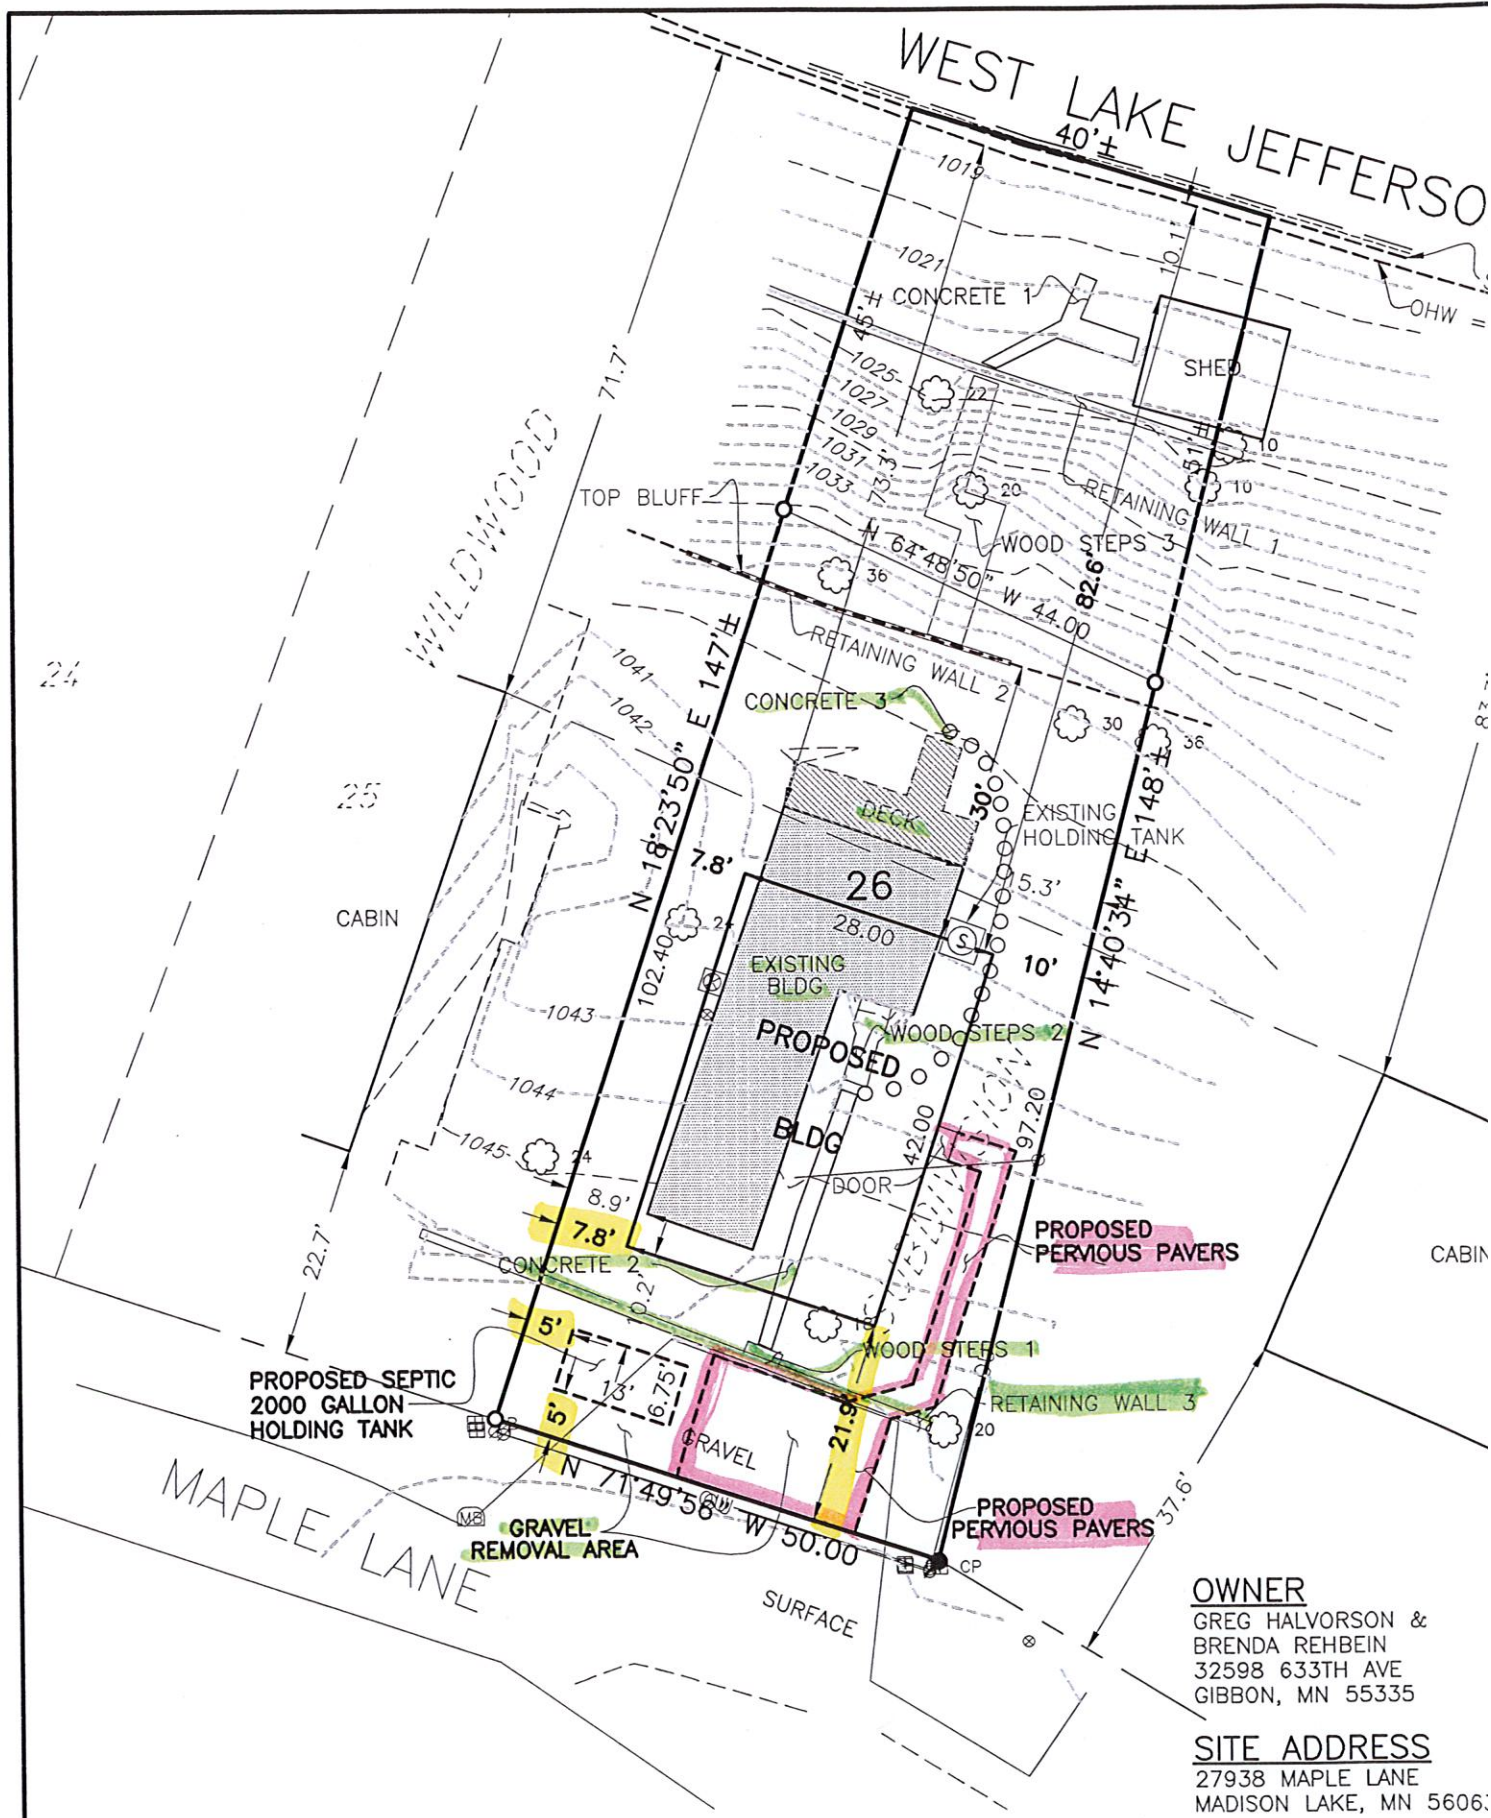 WEST LAKE JEFFERSO
40'±
1019
1021
45'±
CONCRETE 1
10.1'
OHW =
SHED
71.7'
1025
1027
1029
1031
1033
22
10
51'±
10
73.3'
20
RETAINING WALL 1
TOP BLUFF
WOOD STEPS 3
WILDWOOD
N 64°48'50" W 44.00
82.6'
36
RETAINING WALL 2
24
1041
1042
N 18°23'50" E 147'±
CONCRETE 3
30
36
25
DECK
30'
EXISTING
HOLDING TANK
N 14°40'34" E 148'±
7.8'
26
15.3'
CABIN
24
28.00
S
10'
102.40
EXISTING
BLDG
1043
PROPOSED
BLDG
WOOD STEPS 2
1044
42.00
97.20
1045
24
DOOR
8.9'
7.8'
PROPOSED
PERVIOUS PAVERS
CABIN
22.7'
CONCRETE 2
10.2'
5'
18
WOOD STEPS 1
PROPOSED SEPTIC
2000 GALLON
HOLDING TANK
13'
6.75'
5'
GRAVEL
21.9'
RETAINING WALL 3
20
N 71°49'56" W 50.00
MAPLE LANE
MB
GRAVEL
REMOVAL AREA
PROPOSED
PERVIOUS PAVERS
37.6'
CP
SURFACE
OWNER
GREG HALVORSON &
BRENDA REHBEIN
32598 633TH AVE
GIBBON, MN 55335
SITE ADDRESS
27938 MAPLE LANE
MADISON LAKE, MN 5606